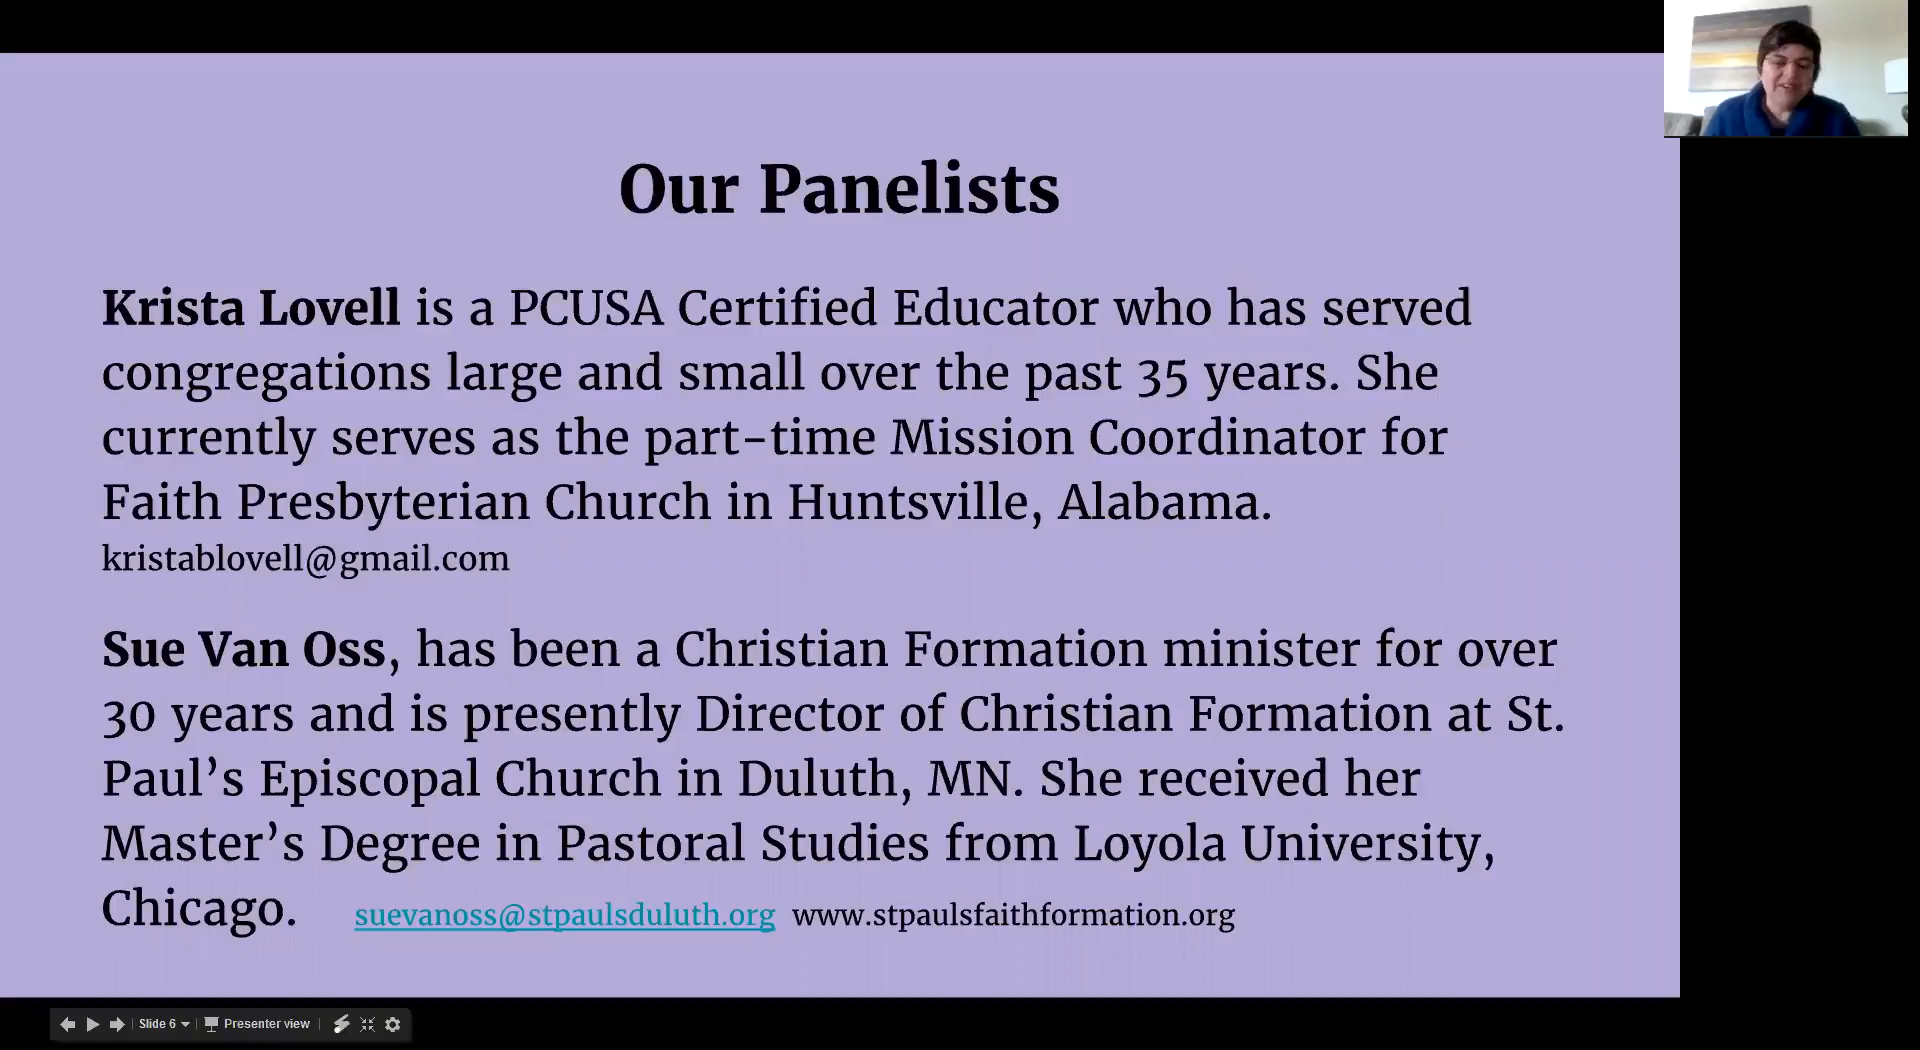 Our Panelists
Krista Lovell is a PCUSA Certified Educator who has served
congregations large and small over the past 35 years. She
currently serves as the part-time Mission Coordinator for
Faith Presbyterian Church in Huntsville, Alabama.
kristablovell@gmail.com
Sue Van Oss, has been a Christian Formation minister for over
30 years and is presently Director of Christian Formation at St.
Paul’s Episcopal Church in Duluth, MN. She received her
Master’s Degree in Pastoral Studies from Loyola University,
Chicago. suevanoss@stpaulsduluth.org www.stpaulsfaithformation.org
Slide 6 Presenter view